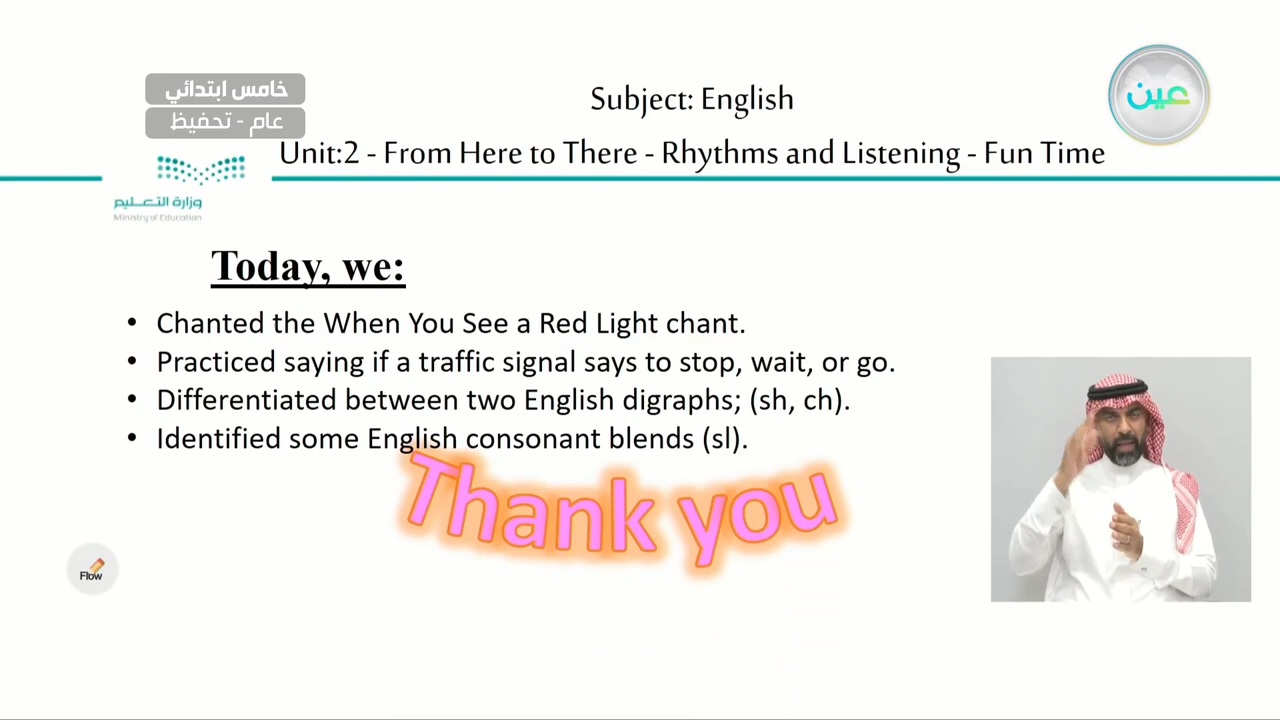 خامس ابتدائي
عام - تحفيظ
عين
Subject: English
Unit:2 - From Here to There - Rhythms and Listening - Fun Time
وزارة التعليم
Ministry of Education
Today, we:
• Chanted the When You See a Red Light chant.
• Practiced saying if a traffic signal says to stop, wait, or go.
• Differentiated between two English digraphs; (sh, ch).
• Identified some English consonant blends (sl).
Thank you
Flow